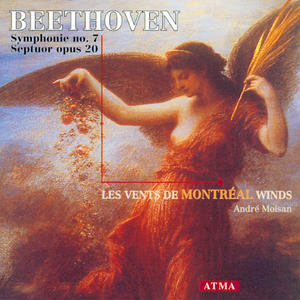 BEETHOVEN
Symphonie no. 7
Septuor opus 20
LES VENTS DE MONTRÉAL WINDS
André Moisan
ATMA